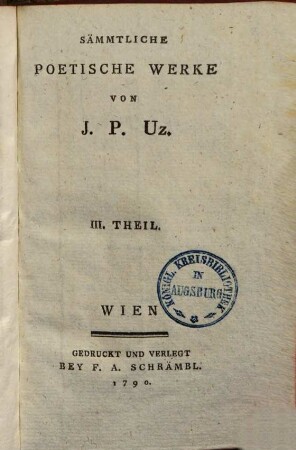 SÄMMTLICHE
POETISCHE WERKE
VON
J. P. Uz.
III. THEIL.
KÖNIGL. KREISBIBLIOTHEK
IN
AUGSBURG
WIEN
GEDRUCKT UND VERLEGT
BEY F. A. SCHRÄMBL.
1790.